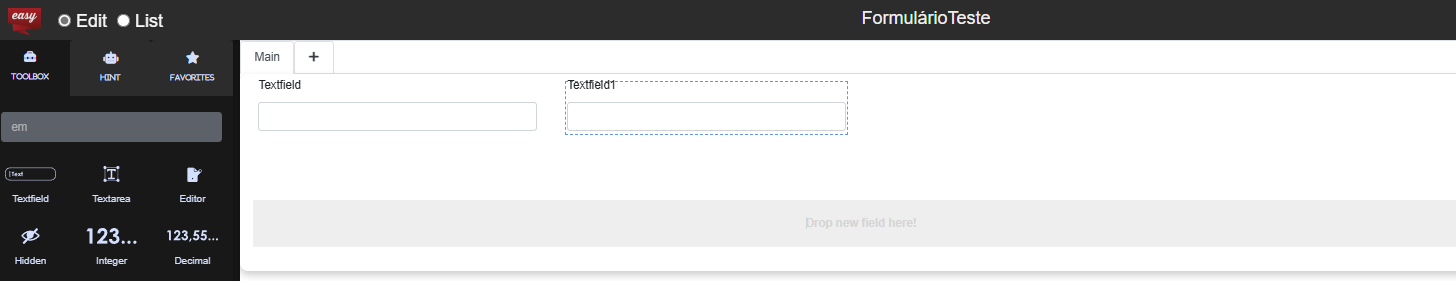 easy Edit List FormulárioTeste
TOOLBOX HINT FAVORITES
Main +
Textfield Textfield1
em
Text
Textfield Textarea Editor
123... 123,55...
Hidden Integer Decimal
Drop new field here!